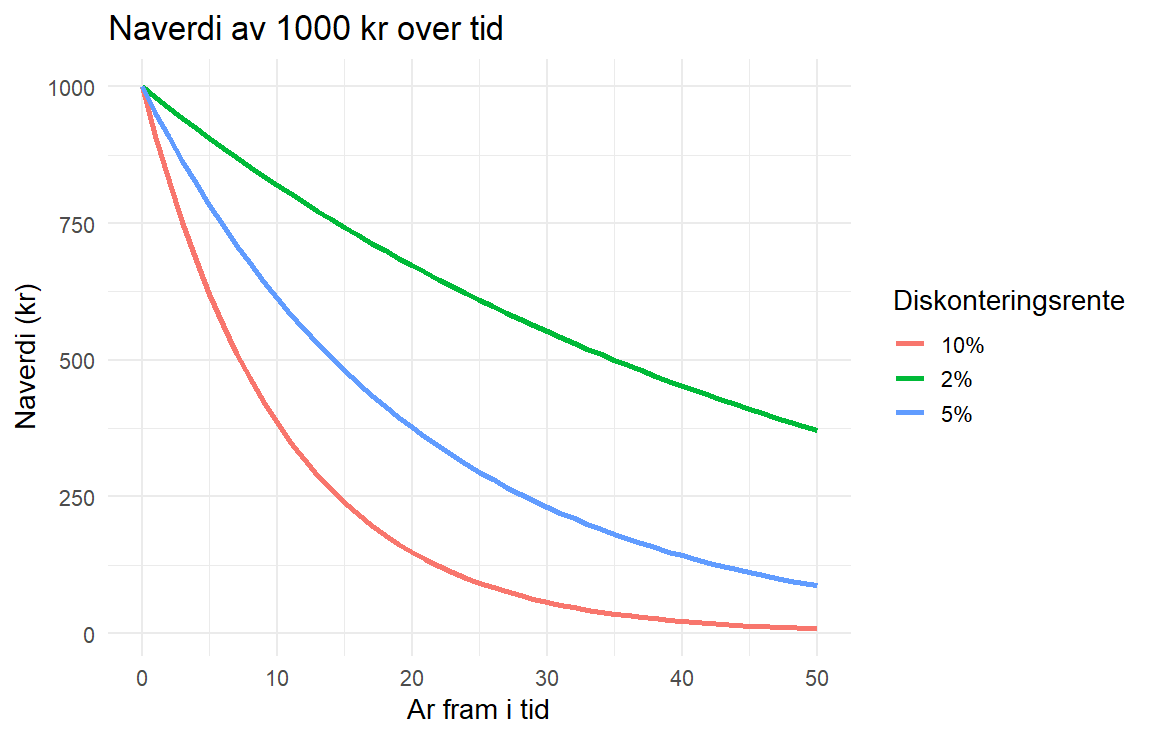 Naverdi av 1000 kr over tid
Naverdi (kr)
1000
750
500
250
0
0 10 20 30 40 50
Ar fram i tid
Diskonteringsrente
10%
2%
5%